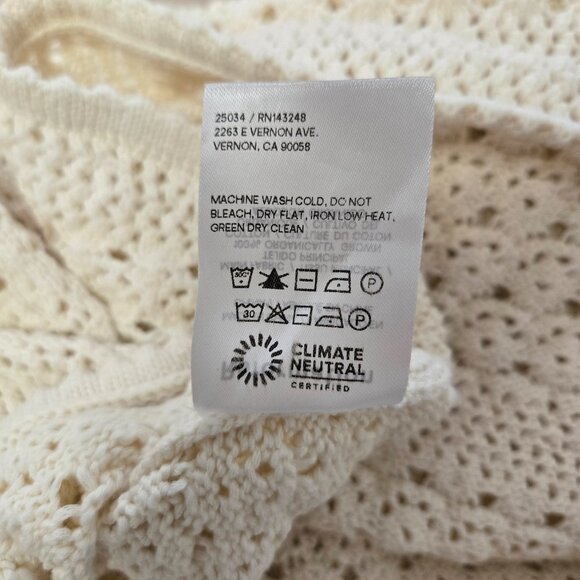 25034 / RN143248
2263 E VERNON AVE.
VERNON, CA 90058
MACHINE WASH COLD, DO NOT
BLEACH, DRY FLAT, IRON LOW HEAT,
GREEN DRY CLEAN
30C° P
30 P
CLIMATE
NEUTRAL
CERTIFIED